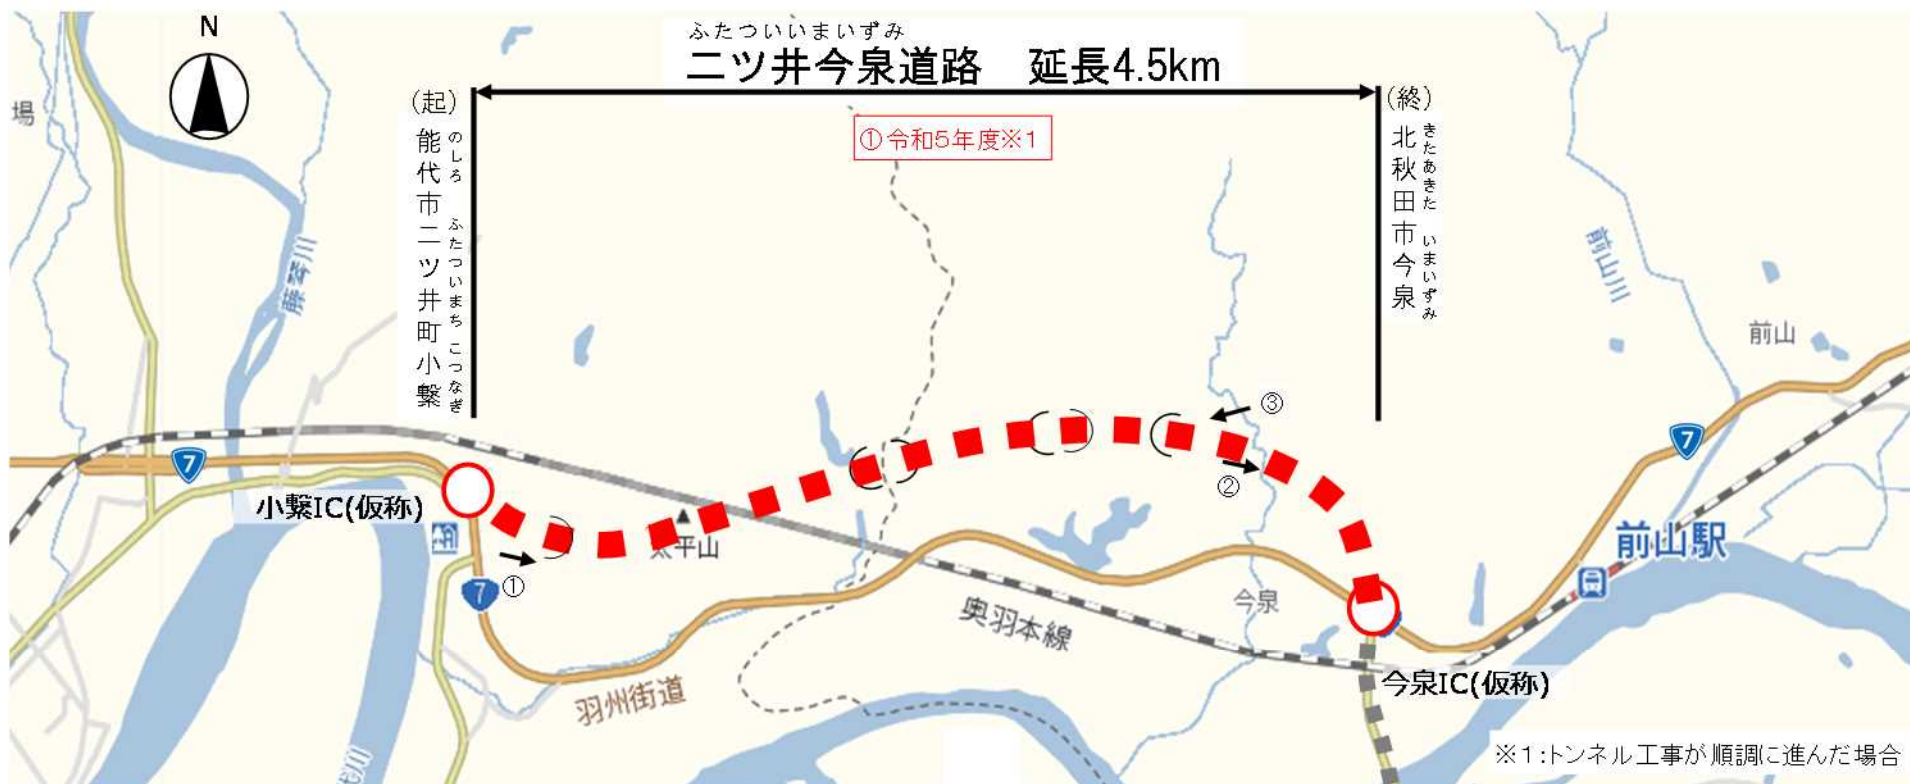 N
ふたついいまいずみ
二ツ井今泉道路　延長4.5km
(起)
能代市二ツ井町小繋
のしろ ふたついまち こつなぎ
(終)
北秋田市今泉
きたあきた いまいずみ
①令和5年度※1
場
藤琴川
前山川
前山
7
小繋IC(仮称)
①
7
太平山
②
③
7
今泉
前山駅
奥羽本線
羽州街道
今泉IC(仮称)
※1:トンネル工事が順調に進んだ場合